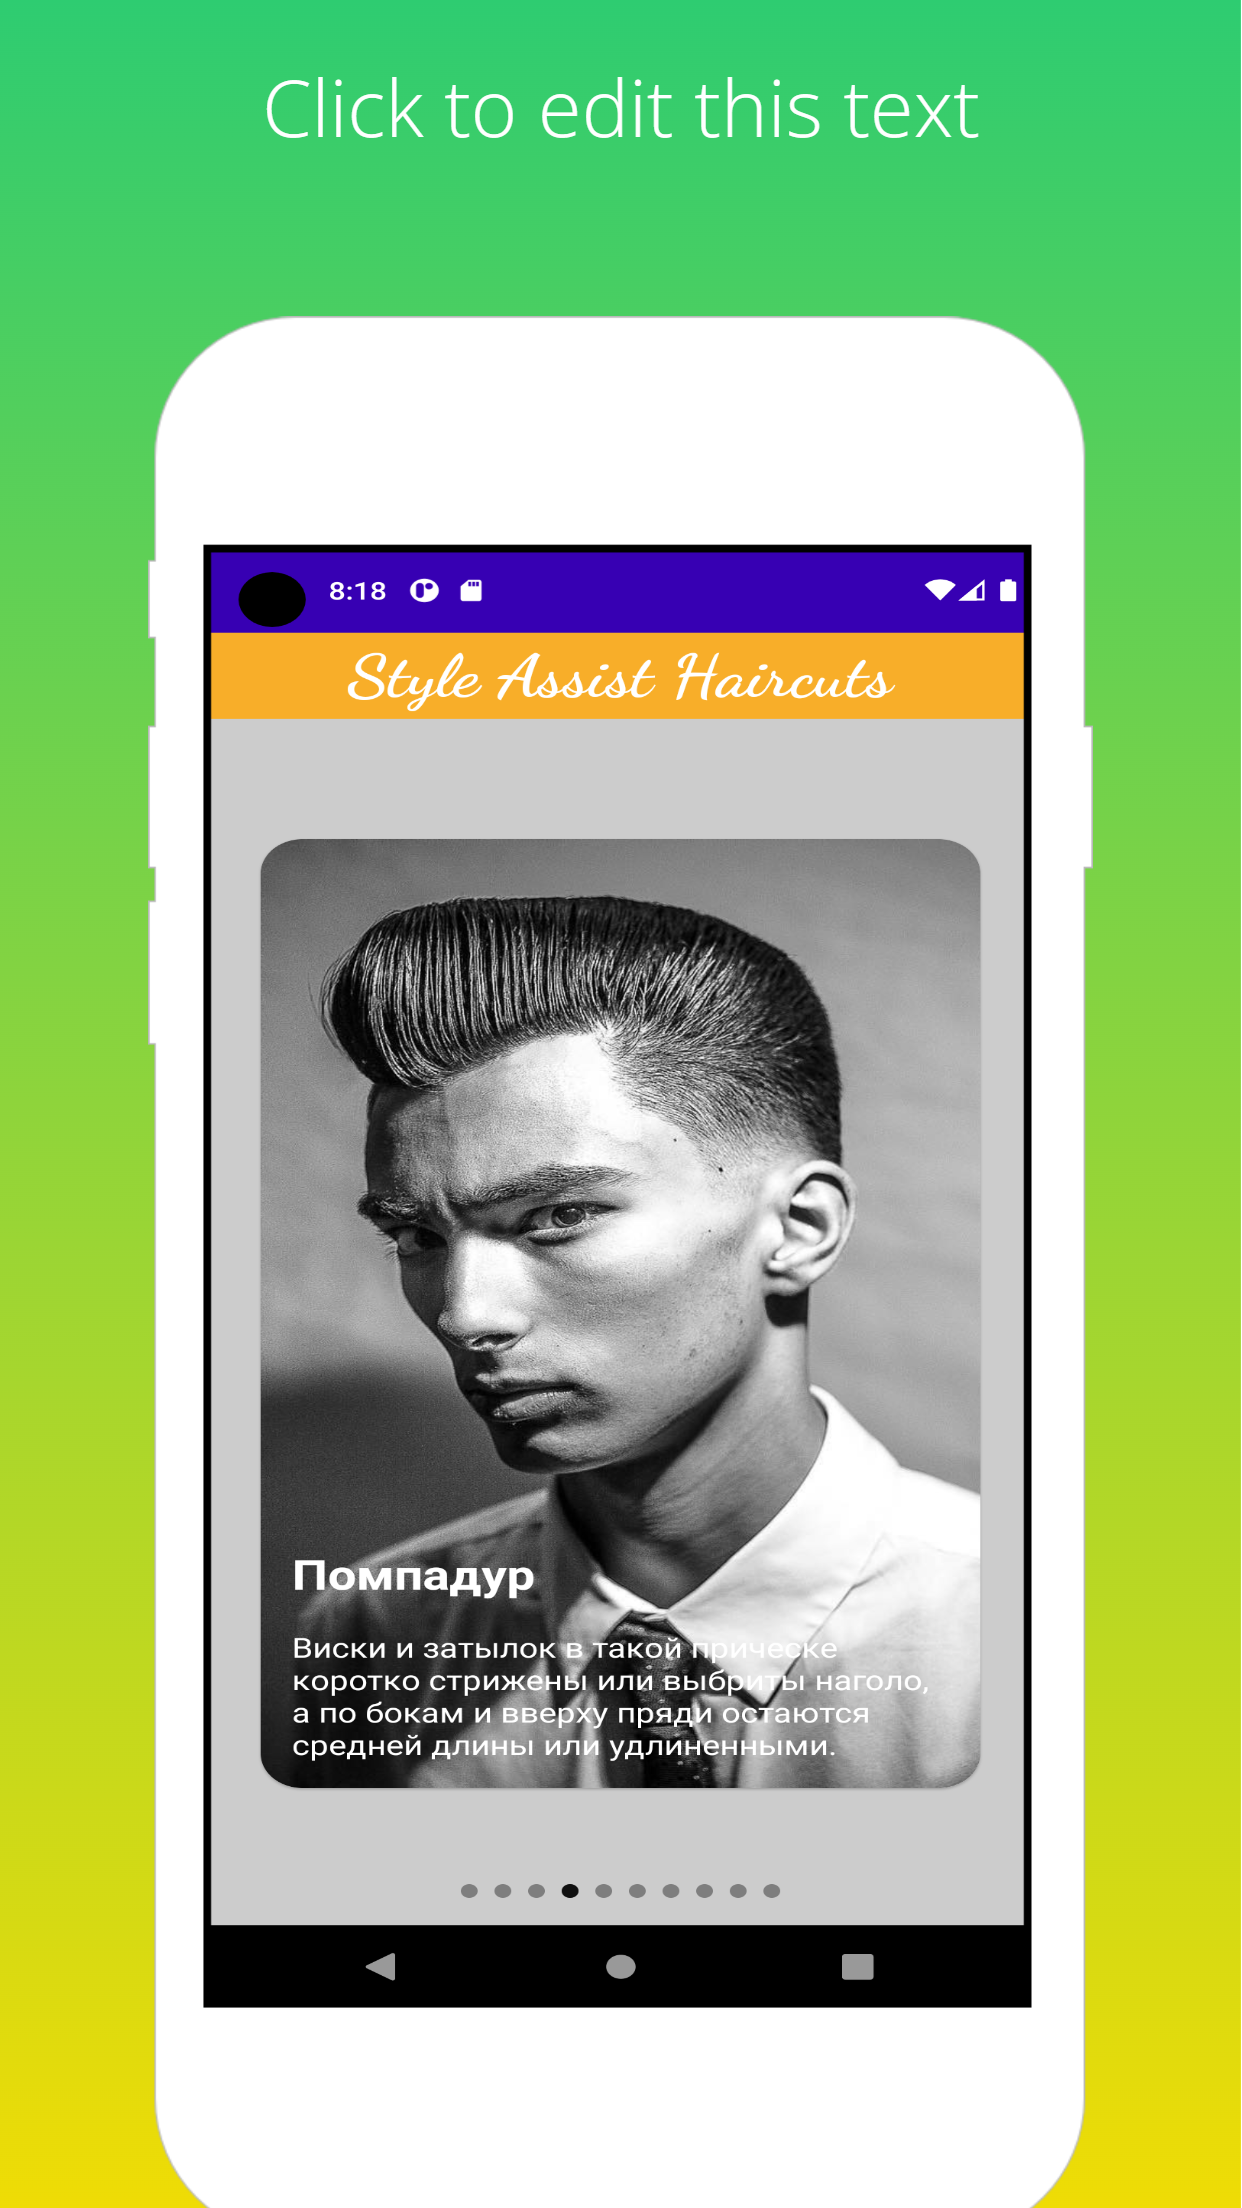 Click to edit this text
8:18
Style Assist Haircuts
Помпадур
Виски и затылок в такой прическе
коротко стрижены или выбриты наголо,
а по бокам и вверху пряди остаются
средней длины или удлиненными.